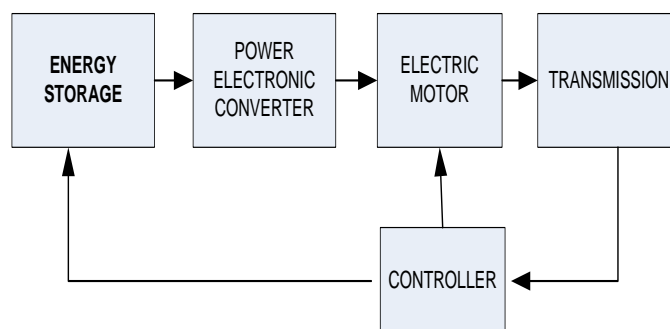 ENERGY
STORAGE
POWER
ELECTRONIC
CONVERTER
ELECTRIC
MOTOR
TRANSMISSION
CONTROLLER